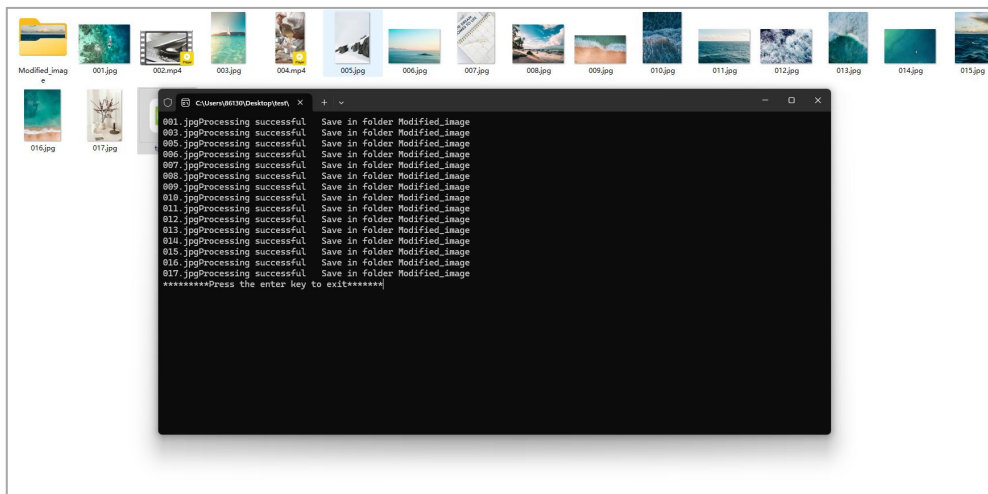 Modified_imag
e
001.jpg
002.mp4
003.jpg
004.mp4
005.jpg
006.jpg
007.jpg
008.jpg
009.jpg
010.jpg
011.jpg
012.jpg
013.jpg
014.jpg
015.jpg
016.jpg
017.jpg
C:\Users\86130\Desktop\test\
001.jpgProcessing successful Save in folder Modified_image
003.jpgProcessing successful Save in folder Modified_image
005.jpgProcessing successful Save in folder Modified_image
006.jpgProcessing successful Save in folder Modified_image
007.jpgProcessing successful Save in folder Modified_image
008.jpgProcessing successful Save in folder Modified_image
009.jpgProcessing successful Save in folder Modified_image
010.jpgProcessing successful Save in folder Modified_image
011.jpgProcessing successful Save in folder Modified_image
012.jpgProcessing successful Save in folder Modified_image
013.jpgProcessing successful Save in folder Modified_image
014.jpgProcessing successful Save in folder Modified_image
015.jpgProcessing successful Save in folder Modified_image
016.jpgProcessing successful Save in folder Modified_image
017.jpgProcessing successful Save in folder Modified_image
*********Press the enter key to exit*******